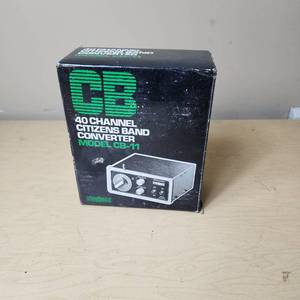 CB
40 CHANNEL
CITIZENS BAND
CONVERTER
MODEL CB-11